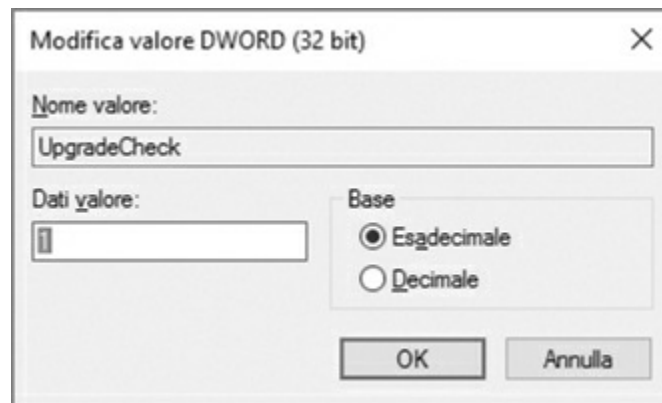 Modifica valore DWORD (32 bit)
Nome valore:
UpgradeCheck
Dati valore:
1
Base
Esadecimale
Decimale
OK
Annulla